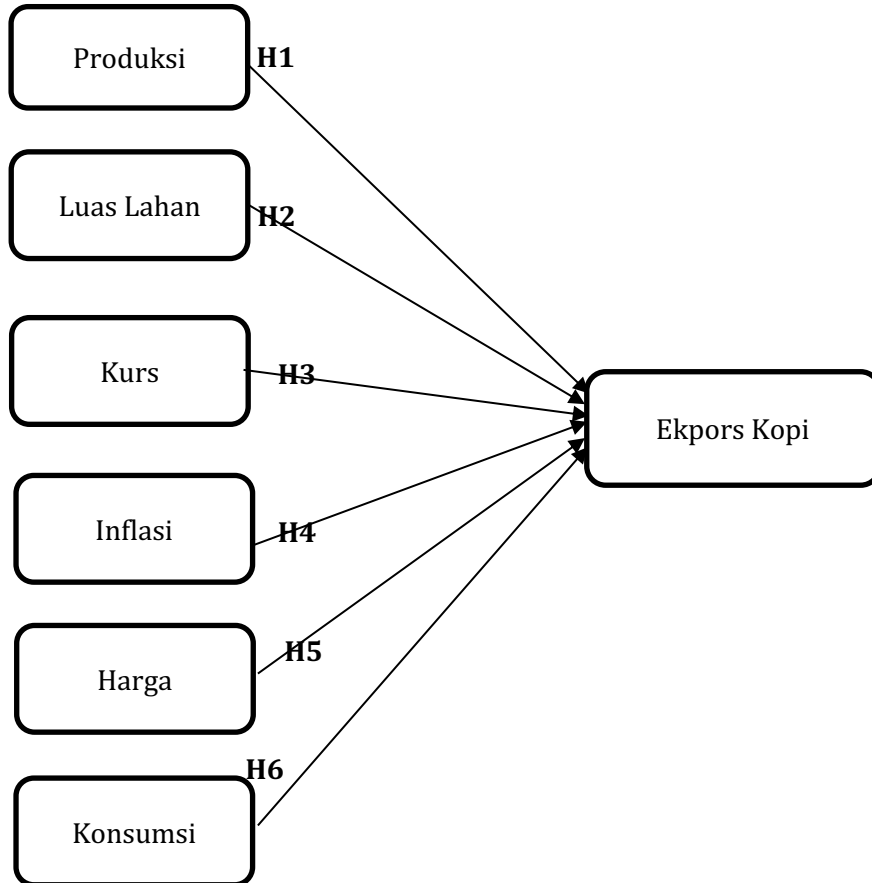 Produksi
H1
Luas Lahan
H2
Kurs
H3
Ekpors Kopi
Inflasi
H4
Harga
H5
Konsumsi
H6